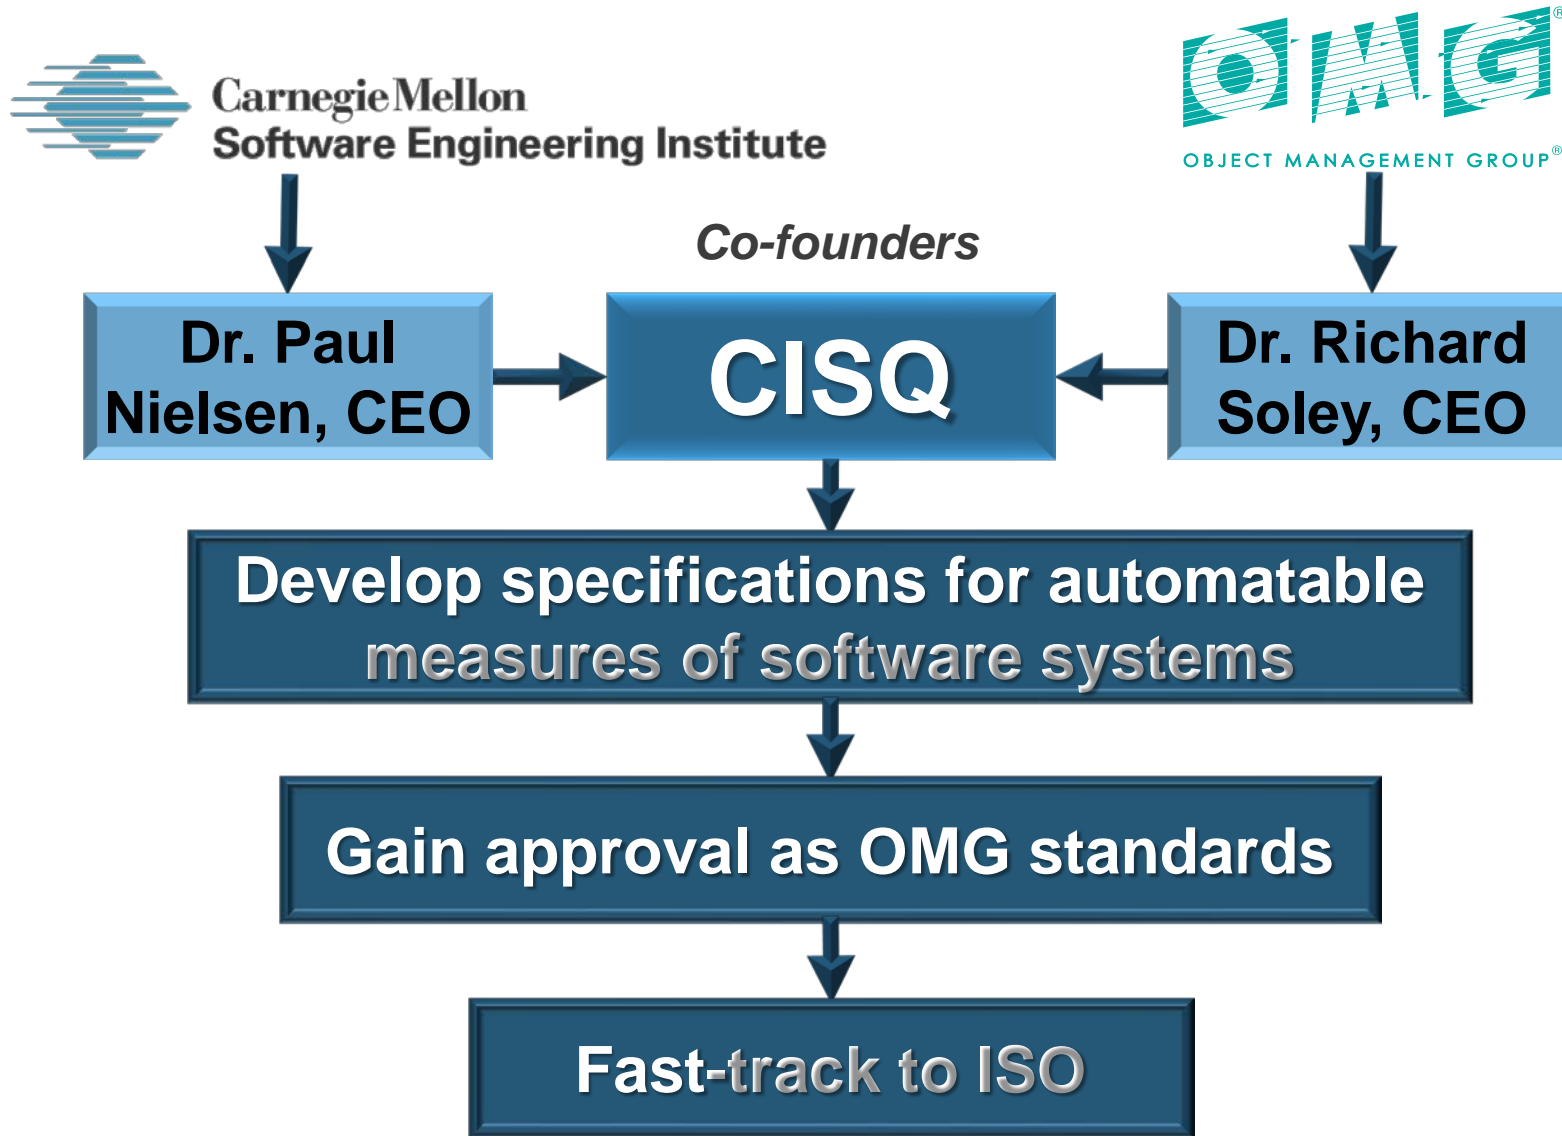 Carnegie Mellon
Software Engineering Institute
OMG®
OBJECT MANAGEMENT GROUP®
Co-founders
Dr. Paul
Nielsen, CEO
CISQ
Dr. Richard
Soley, CEO
Develop specifications for automatable
measures of software systems
Gain approval as OMG standards
Fast-track to ISO